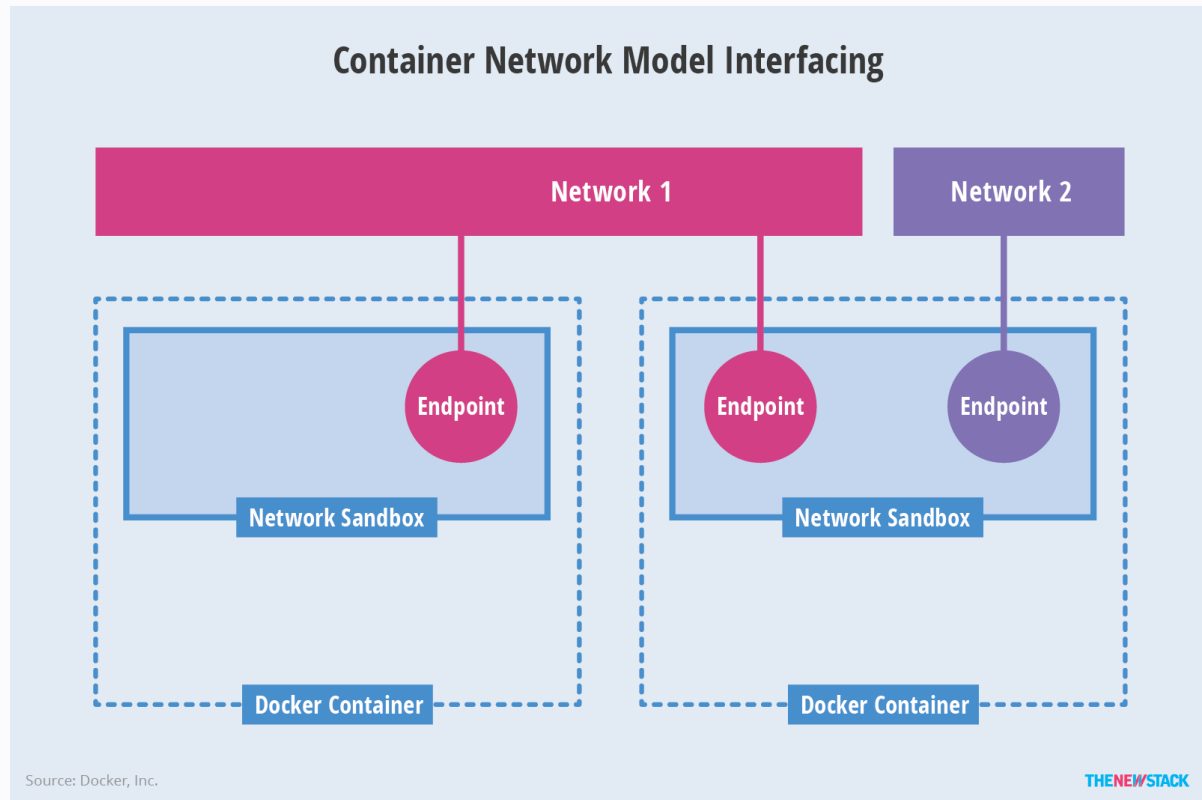 Container Network Model Interfacing
Network 1
Network 2
Endpoint
Endpoint
Endpoint
Network Sandbox
Network Sandbox
Docker Container
Docker Container
Source: Docker, Inc.
THENEWSTACK